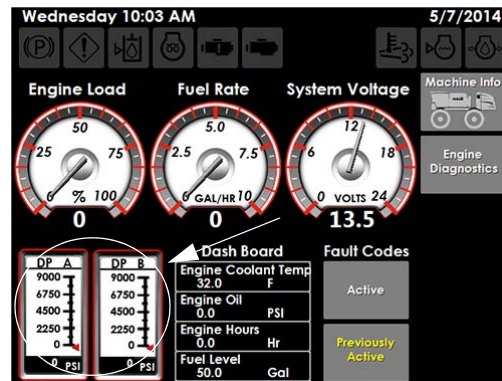 Wednesday 10:03 AM 5/7/2014
(P)
Machine Info
Engine Load Fuel Rate System Voltage
50
25 75
0 % 100
0
5.0
2.5 7.5
0 GAL/HR 10
0
12
6 18
0 VOLTS 24
13.5
Engine
Diagnostics
DP A
9000
6750
4500
2250
0
0 PSI
DP B
9000
6750
4500
2250
0
0 PSI
Dash Board
Engine Coolant Temp
32.0 F
Engine Oil
0.0 PSI
Engine Hours
0.0 Hr
Fuel Level
50.0 Gal
Fault Codes
Active
Previously
Active